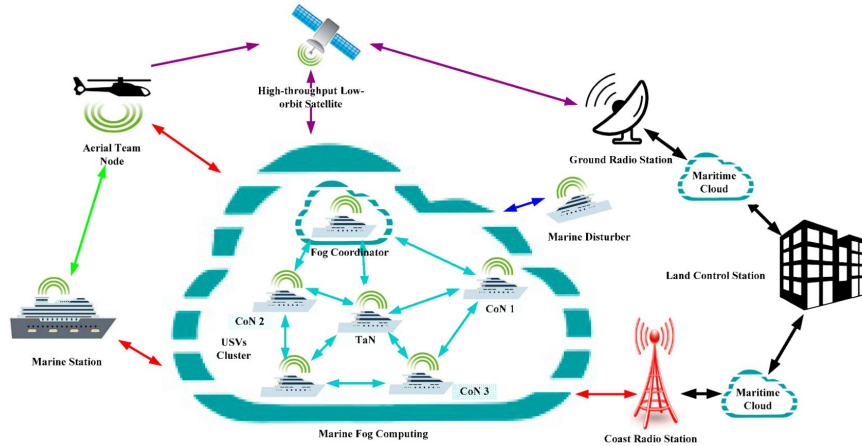 High-throughput Low-
orbit Satellite
Aerial Team
Node
Ground Radio Station
Maritime
Cloud
Marine Disturber
Fog Coordinator
Land Control Station
CoN 2
CoN 1
TaN
USVs
Cluster
Marine Station
CoN 3
Maritime
Cloud
Coast Radio Station
Marine Fog Computing